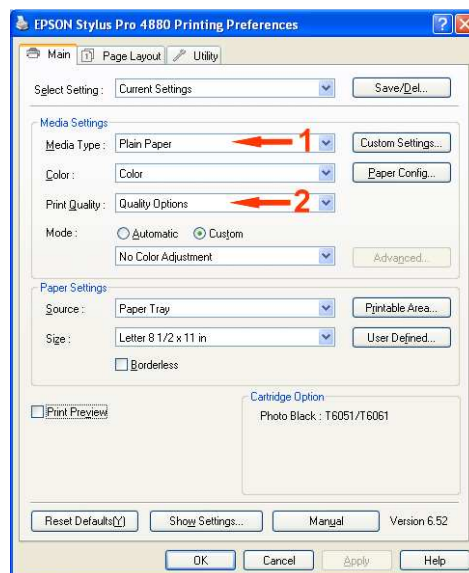 EPSON Stylus Pro 4880 Printing Preferences
Main 1 Page Layout Utility
Select Setting : Current Settings Save/Del...
Media Settings
Media Type : Plain Paper 1 Custom Settings...
Color : Color Paper Config...
Print Quality : Quality Options 2
Mode : Automatic Custom
No Color Adjustment Advanced...
Paper Settings
Source : Paper Tray Printable Area...
Size : Letter 8 1/2 x 11 in User Defined...
Borderless
Print Preview
Cartridge Option
Photo Black : T6051/T6061
Reset Defaults(Y) Show Settings... Manual Version 6.52
OK Cancel Apply Help